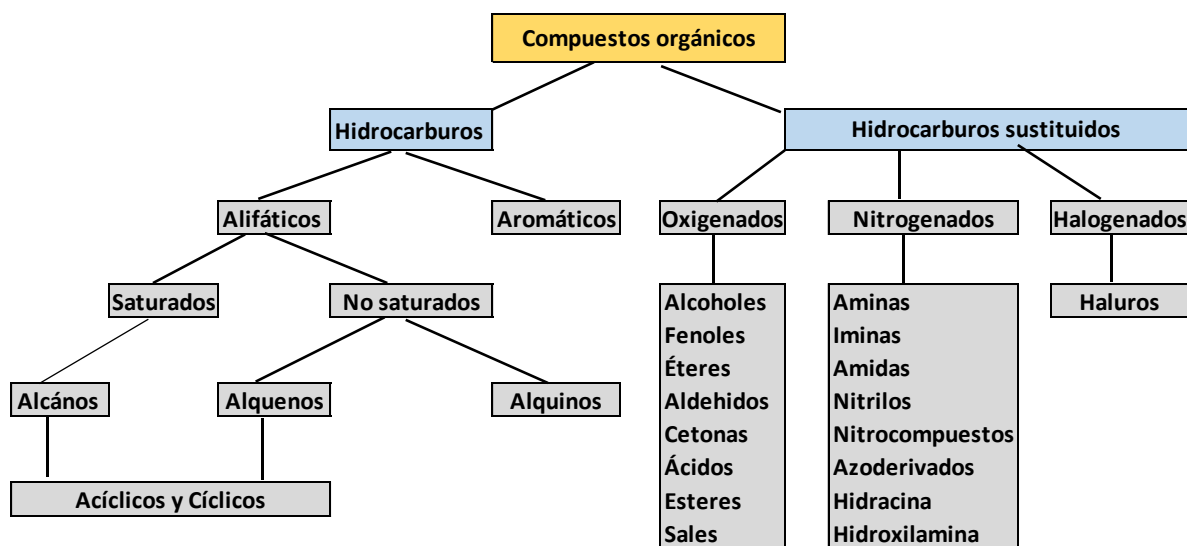 Compuestos orgánicos
Hidrocarburos
Hidrocarburos sustituidos
Alifáticos
Aromáticos
Oxigenados
Nitrogenados
Halogenados
Saturados
No saturados
Alcoholes
Fenoles
Éteres
Aldehidos
Cetonas
Ácidos
Esteres
Sales
Aminas
Iminas
Amidas
Nitrilos
Nitrocompuestos
Azoderivados
Hidracina
Hidroxilamina
Haluros
Alcános
Alquenos
Alquinos
Acíclicos y Cíclicos